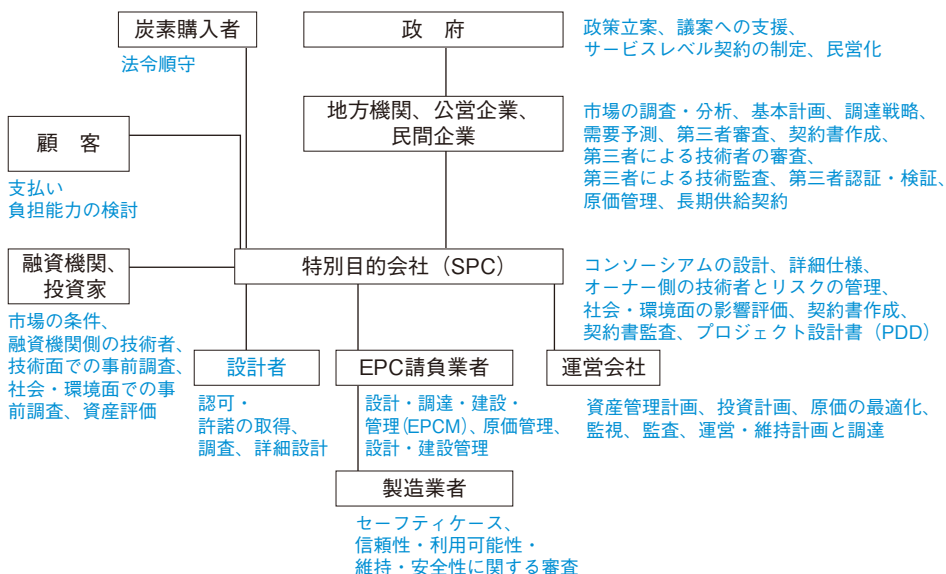 炭素購入者
法令順守
政　府
政策立案、議案への支援、
サービスレベル契約の制定、民営化
地方機関、公営企業、
民間企業
市場の調査・分析、基本計画、調達戦略、
需要予測、第三者審査、契約書作成、
第三者による技術者の審査、
第三者による技術監査、第三者認証・検証、
原価管理、長期供給契約
顧　客
支払い
負担能力の検討
融資機関、
投資家
市場の条件、
融資機関側の技術者、
技術面での事前調査、
社会・環境面での事
前調査、資産評価
特別目的会社（SPC）
コンソーシアムの設計、詳細仕様、
オーナー側の技術者とリスクの管理、
社会・環境面の影響評価、契約書作成、
契約書監査、プロジェクト設計書（PDD）
設計者
認可・
許諾の取得、
調査、詳細設計
EPC請負業者
設計・調達・建設・
管理（EPCM）、原価管理、
設計・建設管理
運営会社
資産管理計画、投資計画、原価の最適化、
監視、監査、運営・維持計画と調達
製造業者
セーフティケース、
信頼性・利用可能性・
維持・安全性に関する審査